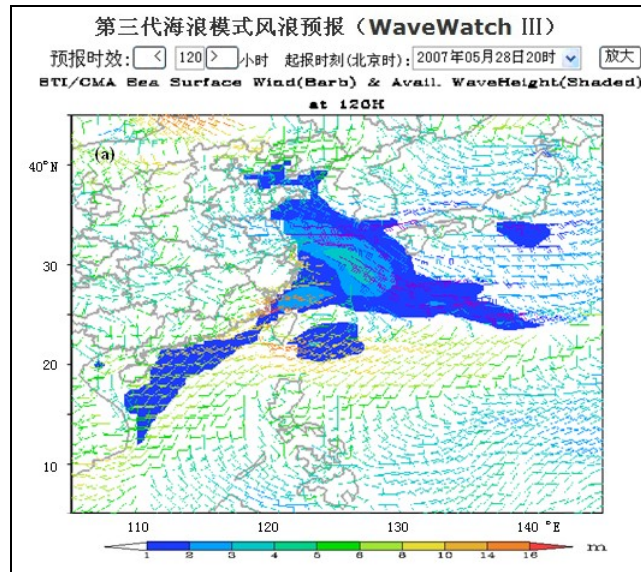 第三代海浪模式风浪预报（WaveWatch III）
预报时效: < 120 > 小时 起报时刻(北京时): 2007年05月28日20时 放大
STI/CMA Sea Surface Wind(Barb) & Avail. WaveHeight(Shaded)
at 120H
(a)
40°N
30
20
10
110 120 130 140 °E
1 2 3 4 5 6 8 10 14 16 m